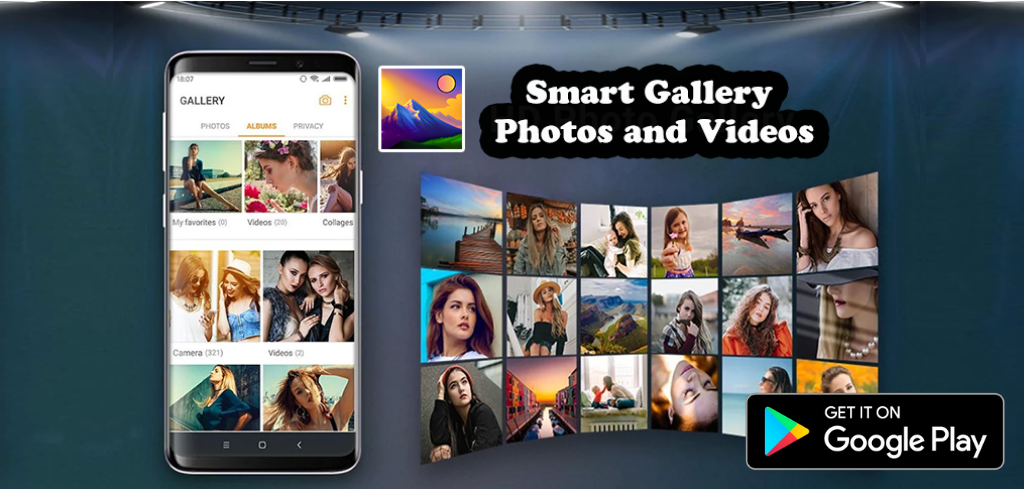 Smart Gallery
Photos and Videos
18:07
GALLERY
PHOTOS ALBUMS PRIVACY
My favorites (0) Videos (20) Collages
Camera (321) Videos (2)
GET IT ON
Google Play